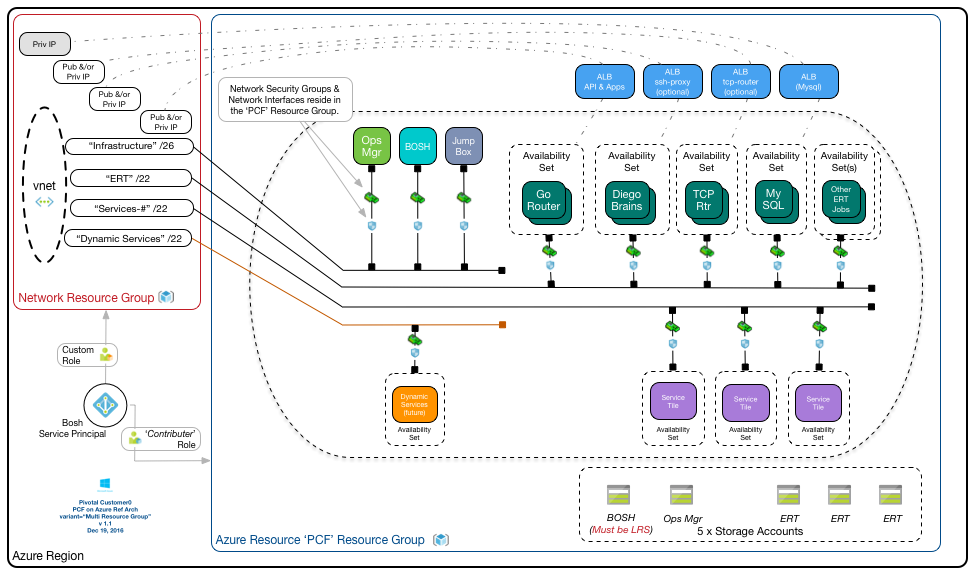 Priv IP
Pub &/or
Priv IP
Pub &/or
Priv IP
Pub &/or
Priv IP
vnet
“Infrastructure” /26
“ERT” /22
“Services-#” /22
“Dynamic Services” /22
Network Resource Group
Custom
Role
Bosh
Service Principal
‘Contributer’
Role
Pivotal Customer0
PCF on Azure Ref Arch
variant=“Multi Resource Group”
v 1.1
Dec 19, 2016
Azure Region
Network Security Groups &
Network Interfaces reside in
the ‘PCF’ Resource Group.
ALB
API & Apps
ALB
ssh-proxy
(optional)
ALB
tcp-router
(optional)
ALB
(Mysql)
Ops
Mgr
BOSH
Jump
Box
Availability
Set
Go
Router
Availability
Set
Diego
Brains
Availability
Set
TCP
Rtr
Availability
Set
My
SQL
Availability
Set(s)
Other
ERT
Jobs
Dynamic
Services
(future)
Availability
Set
Service
Tile
Availability
Set
Service
Tile
Availability
Set
Service
Tile
Availability
Set
BOSH
(Must be LRS)
Ops Mgr
ERT
ERT
ERT
5 x Storage Accounts
Azure Resource ‘PCF’ Resource Group